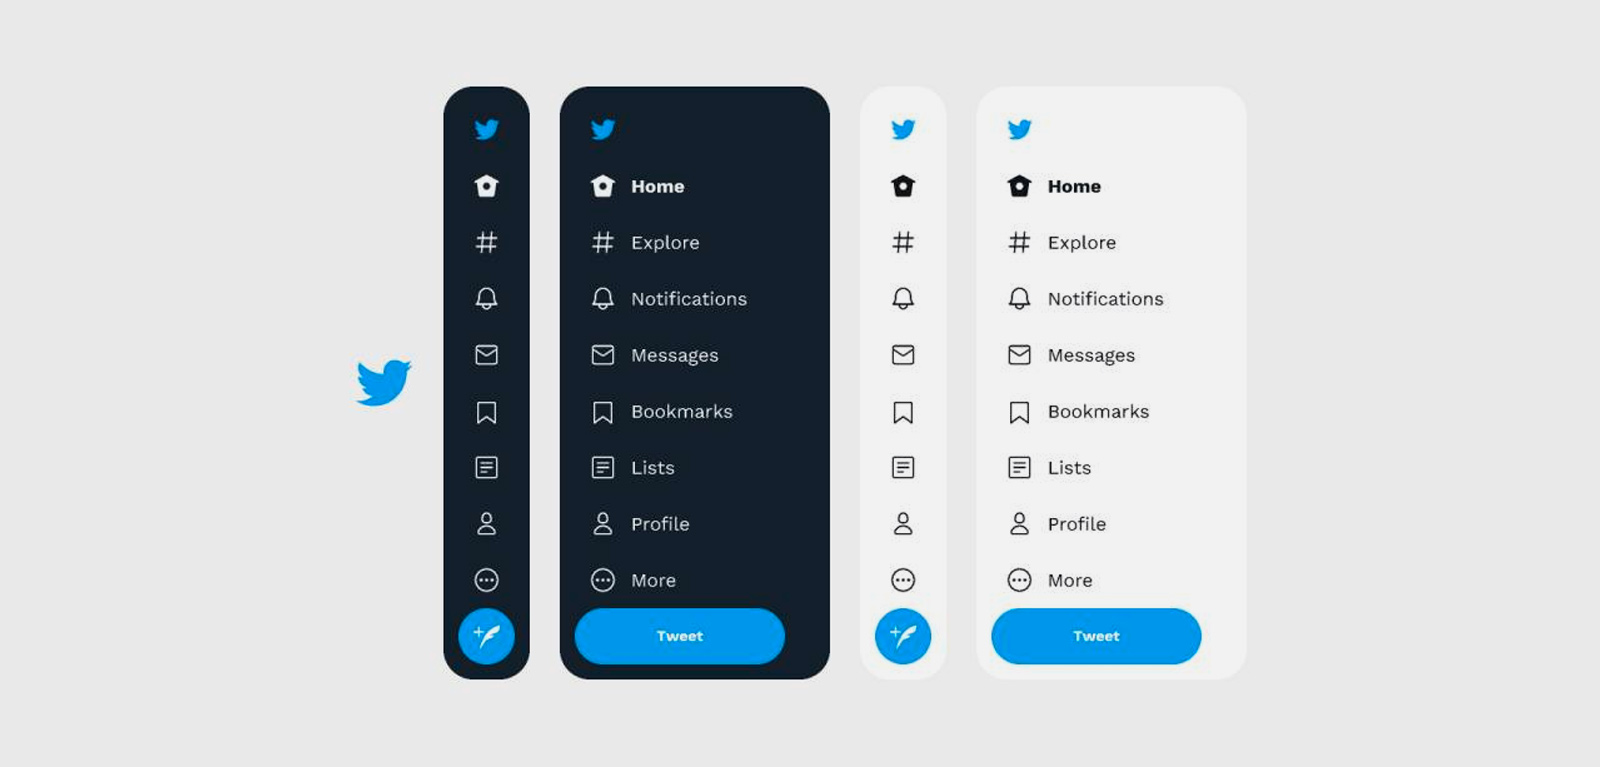 Home
Explore
Notifications
Messages
Bookmarks
Lists
Profile
More
Tweet
Home
Explore
Notifications
Messages
Bookmarks
Lists
Profile
More
Tweet